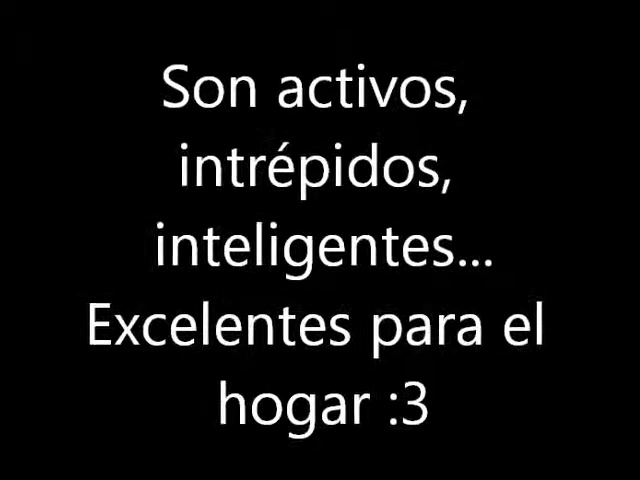 Son activos,
intrépidos,
inteligentes...
Excelentes para el
hogar :3